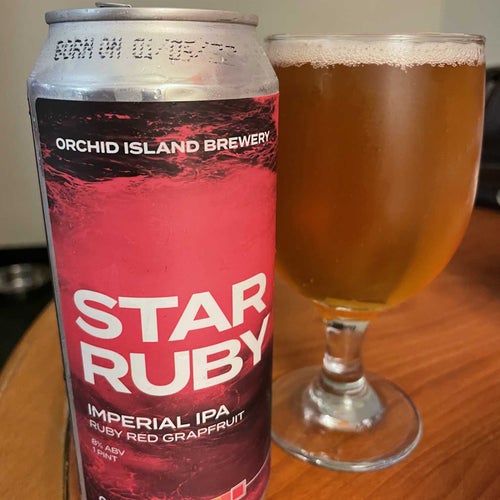 BORN ON 01/05/22
ORCHID ISLAND BREWERY
STAR
RUBY
IMPERIAL IPA
RUBY RED GRAPFRUIT
8% ABV
1 PINT